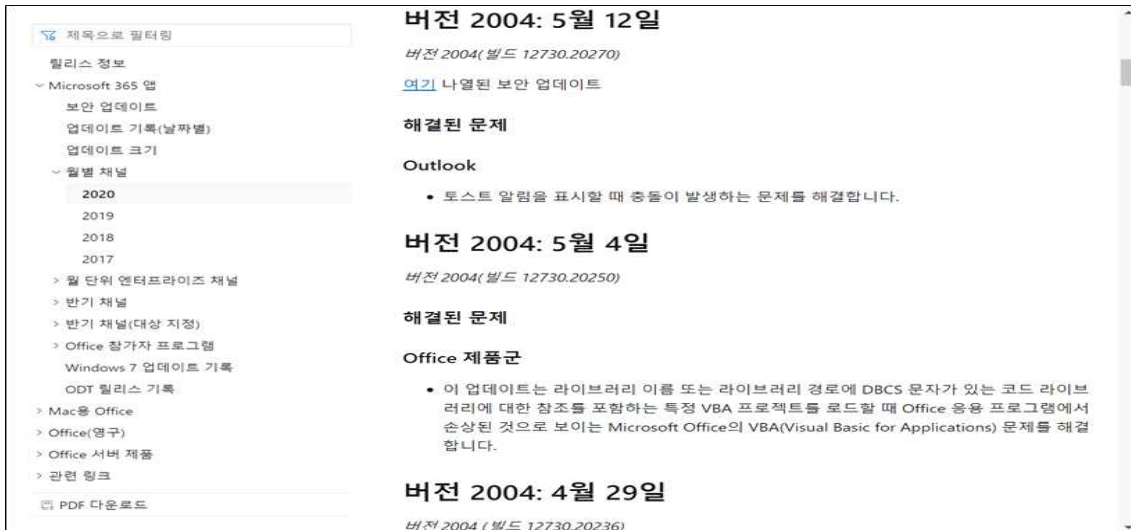 제목으로 필터링
릴리스 정보
Microsoft 365 앱
보안 업데이트
업데이트 기록(날짜별)
업데이트 크기
월별 채널
2020
2019
2018
2017
월 단위 엔터프라이즈 채널
반기 채널
반기 채널(대상 지정)
Office 참가자 프로그램
Windows 7 업데이트 기록
ODT 릴리스 기록
Mac용 Office
Office(영구)
Office 서버 제품
관련 링크
PDF 다운로드
버전 2004: 5월 12일
버전 2004(빌드 12730.20270)
여기 나열된 보안 업데이트
해결된 문제
Outlook
• 토스트 알림을 표시할 때 충돌이 발생하는 문제를 해결합니다.
버전 2004: 5월 4일
버전 2004(빌드 12730.20250)
해결된 문제
Office 제품군
• 이 업데이트는 라이브러리 이름 또는 라이브러리 경로에 DBCS 문자가 있는 코드 라이브
러리에 대한 참조를 포함하는 특정 VBA 프로젝트를 로드할 때 Office 응용 프로그램에서
손상된 것으로 보이는 Microsoft Office의 VBA(Visual Basic for Applications) 문제를 해결
합니다.
버전 2004: 4월 29일
버전 2004 (빌드 12730.20236)